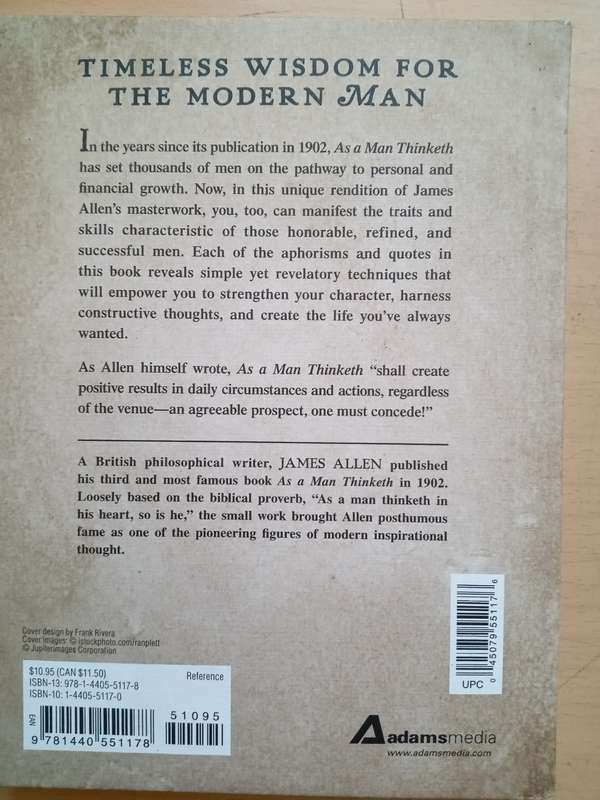 TIMELESS WISDOM FOR
THE MODERN MAN
In the years since its publication in 1902, As a Man Thinketh
has set thousands of men on the pathway to personal and
financial growth. Now, in this unique rendition of James
Allen's masterwork, you, too, can manifest the traits and
skills characteristic of those honorable, refined, and
successful men. Each of the aphorisms and quotes in
this book reveals simple yet revelatory techniques that
will empower you to strengthen your character, harness
constructive thoughts, and create the life you've always
wanted.
As Allen himself wrote, As a Man Thinketh “shall create
positive results in daily circumstances and actions, regardless
of the venue—an agreeable prospect, one must concede!”
A British philosophical writer, JAMES ALLEN published
his third and most famous book As a Man Thinketh in 1902.
Loosely based on the biblical proverb, “As a man thinketh in
his heart, so is he,” the small work brought Allen posthumous
fame as one of the pioneering figures of modern inspirational
thought.
Cover design by Frank Rivera
Cover images: © istockphoto.com/ranplett
© Jupiterimages Corporation
$10.95 (CAN $11.50)
Reference
ISBN-13: 978-1-4405-5117-8
ISBN-10: 1-4405-5117-0
51095
EAN
9 781440 551178
0 45079 55117 6
UPC
adamsmedia
www.adamsmedia.com